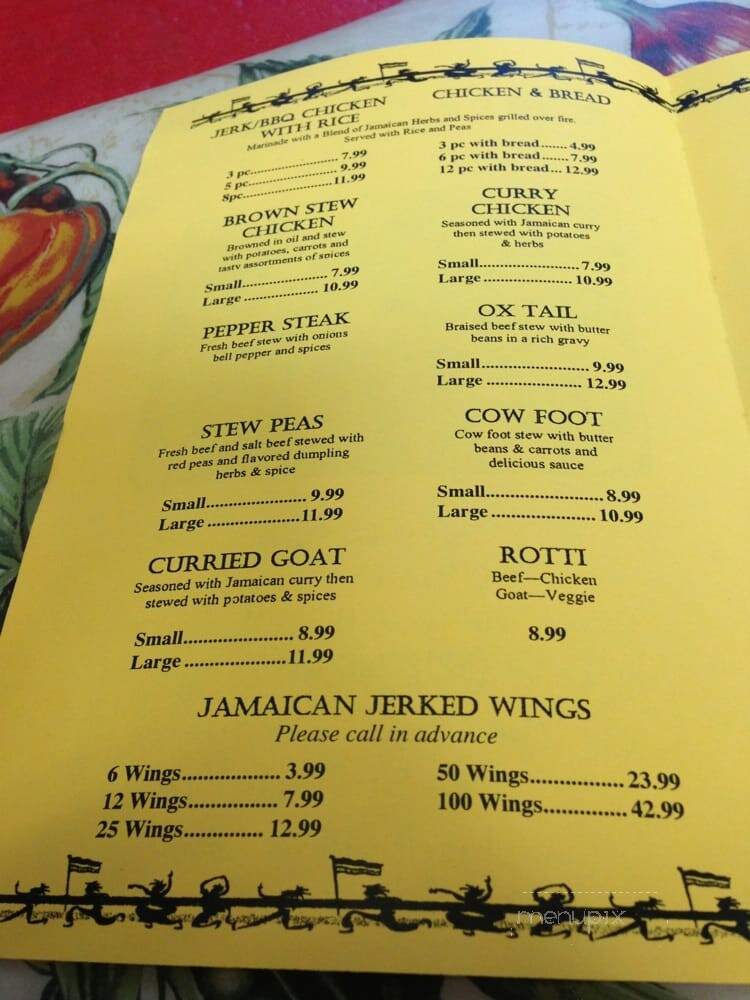 JERK/BBQ CHICKEN
WITH RICE
Marinade with a Blend of Jamaican Herbs and Spices grilled over fire.
Served with Rice and Peas
3 pc............................ 7.99
5 pc............................ 9.99
8pc.............................11.99
BROWN STEW
CHICKEN
Browned in oil and stew
with potatoes, carrots and
tasty assortments of spices
Small........................... 7.99
Large ....................... 10.99
PEPPER STEAK
Fresh beef stew with onions
bell pepper and spices
STEW PEAS
Fresh beef and salt beef stewed with
red peas and flavored dumpling
herbs & spice
Small........................... 9.99
Large ........................11.99
CURRIED GOAT
Seasoned with Jamaican curry then
stewed with potatoes & spices
Small........................... 8.99
Large ........................11.99
CHICKEN & BREAD
3 pc with bread....... 4.99
6 pc with bread....... 7.99
12 pc with bread... 12.99
CURRY
CHICKEN
Seasoned with Jamaican curry
then stewed with potatoes
& herbs
Small............................7.99
Large ....................... 10.99
OX TAIL
Braised beef stew with butter
beans in a rich gravy
Small........................... 9.99
Large ....................... 12.99
COW FOOT
Cow foot stew with butter
beans & carrots and
delicious sauce
Small........................... 8.99
Large ....................... 10.99
ROTTI
Beef—Chicken
Goat—Veggie
8.99
JAMAICAN JERKED WINGS
Please call in advance
6 Wings.................... 3.99
12 Wings.................. 7.99
25 Wings................ 12.99
50 Wings................ 23.99
100 Wings.............. 42.99
menupix